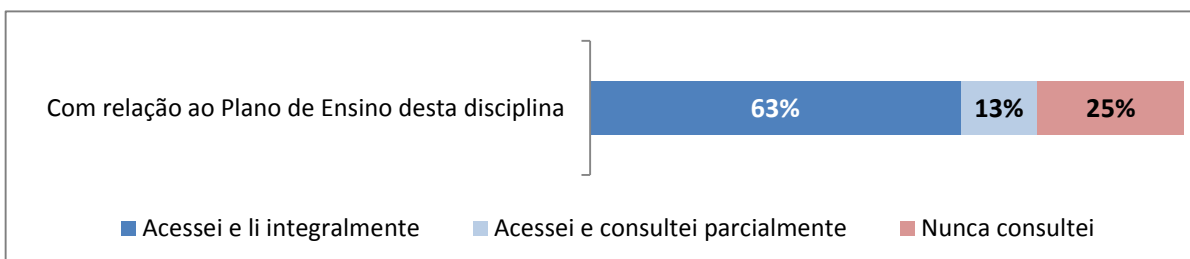 Com relação ao Plano de Ensino desta disciplina 63% 13% 25%
Acessei e li integralmente Acessei e consultei parcialmente Nunca consultei